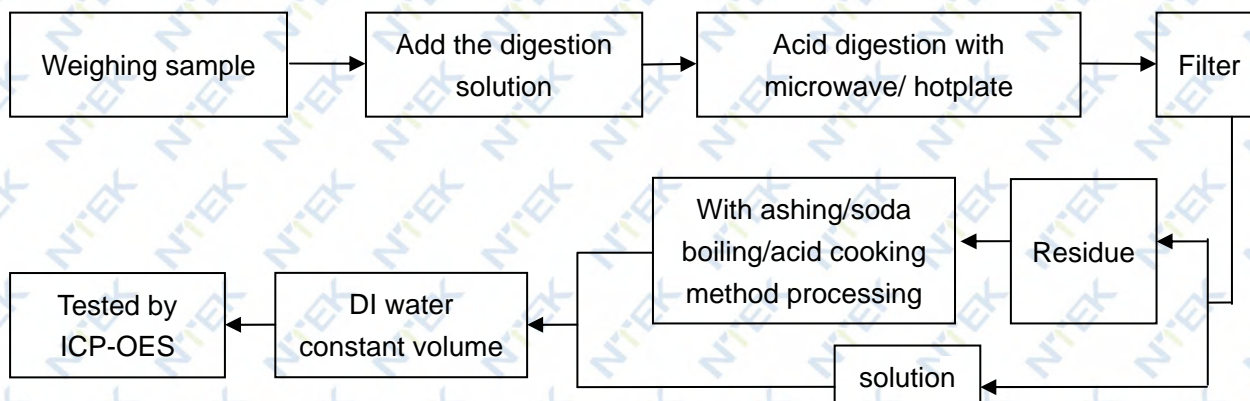 Weighing sample
Add the digestion
solution
Acid digestion with
microwave/ hotplate
Filter
With ashing/soda
boiling/acid cooking
method processing
Residue
Tested by
ICP-OES
DI water
constant volume
solution
NTEK